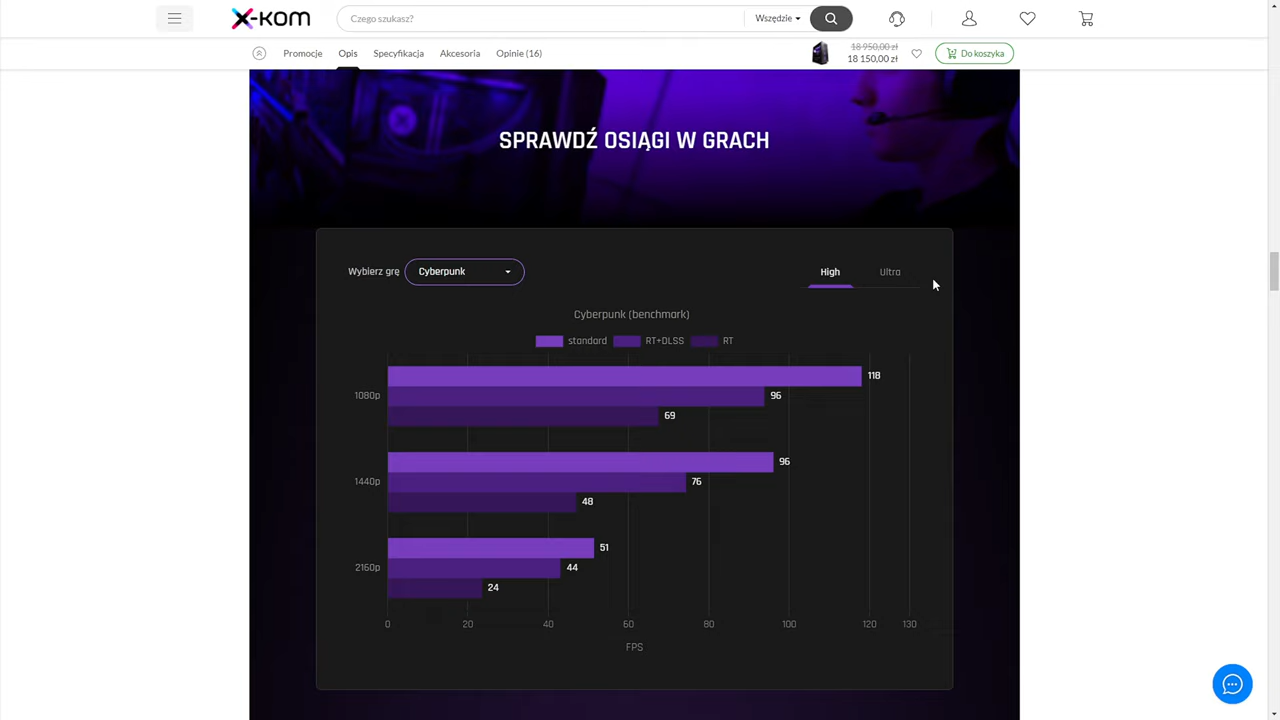 X-KOM
Czego szukasz?
Wszędzie
Promocje
Opis
Specyfikacja
Akcesoria
Opinie (16)
18 950,00 zł
18 150,00 zł
Do koszyka
SPRAWDŹ OSIĄGI W GRACH
Wybierz grę
Cyberpunk
High
Ultra
Cyberpunk (benchmark)
standard
RT+DLSS
RT
1080p
118
96
69
1440p
96
76
48
2160p
51
44
24
0
20
40
60
80
100
120
130
FPS